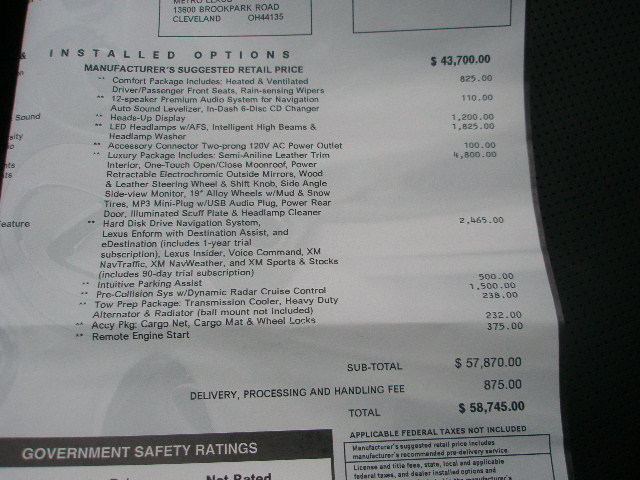 13600 BROOKPARK ROAD
CLEVELAND OH44135
& INSTALLED OPTIONS
MANUFACTURER'S SUGGESTED RETAIL PRICE $ 43,700.00
** Comfort Package Includes: Heated & Ventilated 825.00
Driver/Passenger Front Seats, Rain-sensing Wipers
** 12-speaker Premium Audio System for Navigation 110.00
Auto Sound Levelizer, In-Dash 6-Disc CD Changer
Sound ** Heads-Up Display 1,200.00
** LED Headlamps w/AFS, Intelligent High Beams & 1,825.00
Headlamp Washer
** Accessory Connector Two-prong 120V AC Power Outlet 100.00
** Luxury Package Includes: Semi-Aniline Leather Trim 4,800.00
Interior, One-Touch Open/Close Moonroof, Power
Retractable Electrochromic Outside Mirrors, Wood
& Leather Steering Wheel & Shift Knob, Side Angle
Side-view Monitor, 19" Alloy Wheels w/Mud & Snow
Tires, MP3 Mini-Plug w/USB Audio Plug, Power Rear
Door, Illuminated Scuff Plate & Headlamp Cleaner
eature ** Hard Disk Drive Navigation System, 2,465.00
Lexus Enform with Destination Assist, and
eDestination (includes 1-year trial
subscription), Lexus Insider, Voice Command, XM
NavTraffic, XM NavWeather, and XM Sports & Stocks
(includes 90-day trial subscription)
** Intuitive Parking Assist 500.00
** Pre-Collision Sys w/Dynamic Radar Cruise Control 1,500.00
** Tow Prep Package: Transmission Cooler, Heavy Duty 238.00
Alternator & Radiator (ball mount not included)
** Accy Pkg: Cargo Net, Cargo Mat & Wheel Locks 232.00
** Remote Engine Start 375.00
SUB-TOTAL $ 57,870.00
DELIVERY, PROCESSING AND HANDLING FEE 875.00
TOTAL $ 58,745.00
APPLICABLE FEDERAL TAXES NOT INCLUDED
Manufacturer's suggested retail price includes
manufacturer's recommended pre-delivery service.
License and title fees, state, local and applicable
federal taxes, and dealer installed options and
GOVERNMENT SAFETY RATINGS
Not Rated